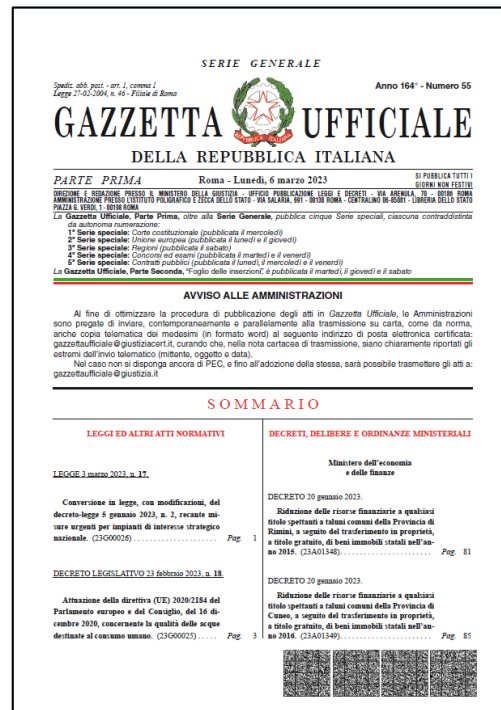 SERIE GENERALE
Spediz. abb. post. - art. 1, comma 1
Legge 27-02-2004, n. 46 - Filiale di Roma
Anno 164° - Numero 55
GAZZETTA UFFICIALE
DELLA REPUBBLICA ITALIANA
PARTE PRIMA
Roma - Lunedì, 6 marzo 2023
SI PUBBLICA TUTTI I
GIORNI NON FESTIVI
DIREZIONE E REDAZIONE PRESSO IL MINISTERO DELLA GIUSTIZIA - UFFICIO PUBBLICAZIONE LEGGI E DECRETI - VIA ARENULA, 70 - 00186 ROMA
AMMINISTRAZIONE PRESSO L'ISTITUTO POLIGRAFICO E ZECCA DELLO STATO - VIA SALARIA, 691 - 00138 ROMA - CENTRALINO 06-85081 - LIBRERIA DELLO STATO
PIAZZA G. VERDI, 1 - 00198 ROMA
La Gazzetta Ufficiale, Parte Prima, oltre alla Serie Generale, pubblica cinque Serie speciali, ciascuna contraddistinta
da autonoma numerazione:
1ª Serie speciale: Corte costituzionale (pubblicata il mercoledì)
2ª Serie speciale: Unione europea (pubblicata il lunedì e il giovedì)
3ª Serie speciale: Regioni (pubblicata il sabato)
4ª Serie speciale: Concorsi ed esami (pubblicata il martedì e il venerdì)
5ª Serie speciale: Contratti pubblici (pubblicata il lunedì, il mercoledì e il venerdì)
La Gazzetta Ufficiale, Parte Seconda, "Foglio delle inserzioni", è pubblicata il martedì, il giovedì e il sabato
AVVISO ALLE AMMINISTRAZIONI
Al fine di ottimizzare la procedura di pubblicazione degli atti in Gazzetta Ufficiale, le Amministrazioni
sono pregate di inviare, contemporaneamente e parallelamente alla trasmissione su carta, come da norma,
anche copia telematica dei medesimi (in formato word) al seguente indirizzo di posta elettronica certificata:
gazzettaufficiale@giustiziacert.it, curando che, nella nota cartacea di trasmissione, siano chiaramente riportati gli
estremi dell'invio telematico (mittente, oggetto e data).
Nel caso non si disponga ancora di PEC, e fino all'adozione della stessa, sarà possibile trasmettere gli atti a:
gazzettaufficiale@giustizia.it
SOMMARIO
LEGGI ED ALTRI ATTI NORMATIVI
LEGGE 3 marzo 2023, n. 17.
Conversione in legge, con modificazioni, del
decreto-legge 5 gennaio 2023, n. 2, recante mi-
sure urgenti per impianti di interesse strategico
nazionale. (23G00026) . . . . . . . . . . . . . . . . . . Pag. 1
DECRETO LEGISLATIVO 23 febbraio 2023, n. 18.
Attuazione della direttiva (UE) 2020/2184 del
Parlamento europeo e del Consiglio, del 16 di-
cembre 2020, concernente la qualità delle acque
destinate al consumo umano. (23G00025) . . . . . Pag. 3
DECRETI, DELIBERE E ORDINANZE MINISTERIALI
Ministero dell'economia
e delle finanze
DECRETO 20 gennaio 2023.
Riduzione delle risorse finanziarie a qualsiasi
titolo spettanti a taluni comuni della Provincia di
Rimini, a seguito del trasferimento in proprietà,
a titolo gratuito, di beni immobili statali nell'an-
no 2015. (23A01348). . . . . . . . . . . . . . . . . . . . Pag. 81
DECRETO 20 gennaio 2023.
Riduzione delle risorse finanziarie a qualsiasi
titolo spettanti a taluni comuni della Provincia di
Cuneo, a seguito del trasferimento in proprietà,
a titolo gratuito, di beni immobili statali nell'an-
no 2016. (23A01349). . . . . . . . . . . . . . . . . . . . Pag. 85